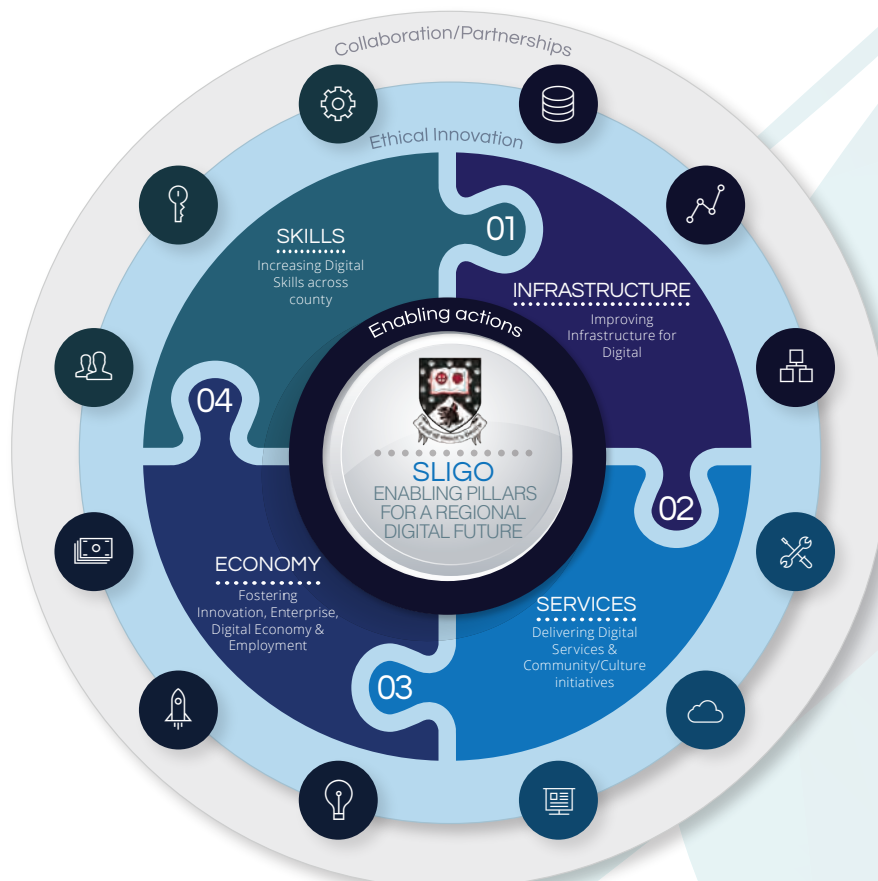 Collaboration/Partnerships
Ethical Innovation
01
SKILLS
Increasing Digital
Skills across
county
INFRASTRUCTURE
Improving
Infrastructure for
Digital
Enabling actions
04
SLIGO
ENABLING PILLARS
FOR A REGIONAL
DIGITAL FUTURE
02
ECONOMY
Fostering
Innovation, Enterprise,
Digital Economy &
Employment
SERVICES
Delivering Digital
Services &
Community/Culture
initiatives
03